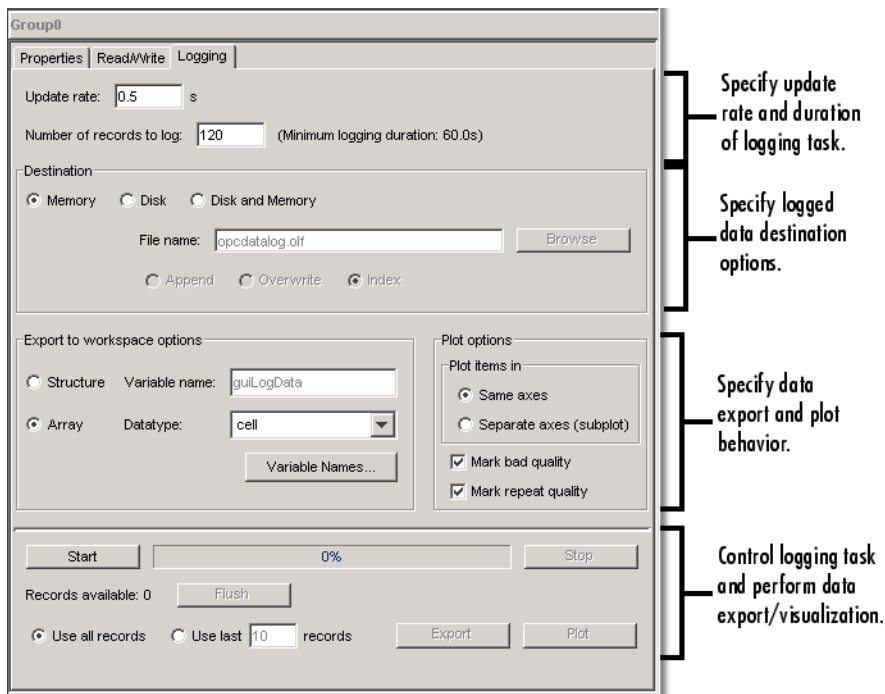 Group0
Properties Read/Write Logging
Update rate: 0.5 s
Number of records to log: 120 (Minimum logging duration: 60.0s)
Specify update
rate and duration
of logging task.
Destination
Memory Disk Disk and Memory
File name: opcdatalog.olf Browse
Append Overwrite Index
Specify logged
data destination
options.
Export to workspace options
Structure Variable name: guiLogData
Array Datatype: cell
Variable Names...
Plot options
Plot items in
Same axes
Separate axes (subplot)
Mark bad quality
Mark repeat quality
Specify data
export and plot
behavior.
Start 0% Stop
Records available: 0 Flush
Use all records Use last 10 records Export Plot
Control logging task
and perform data
export/visualization.